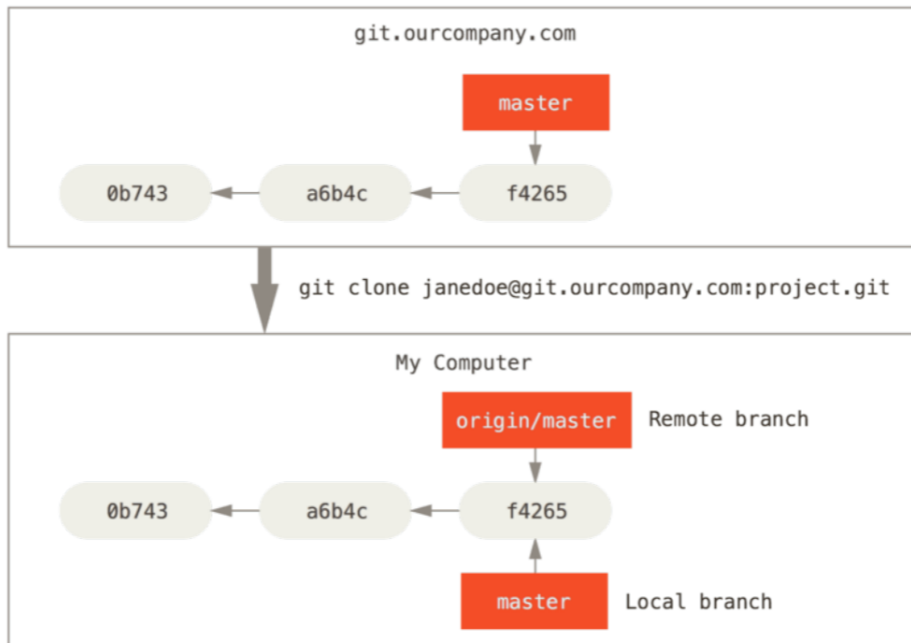 git.ourcompany.com
master
0b743 a6b4c f4265
git clone janedoe@git.ourcompany.com:project.git
My Computer
origin/master Remote branch
0b743 a6b4c f4265
master Local branch